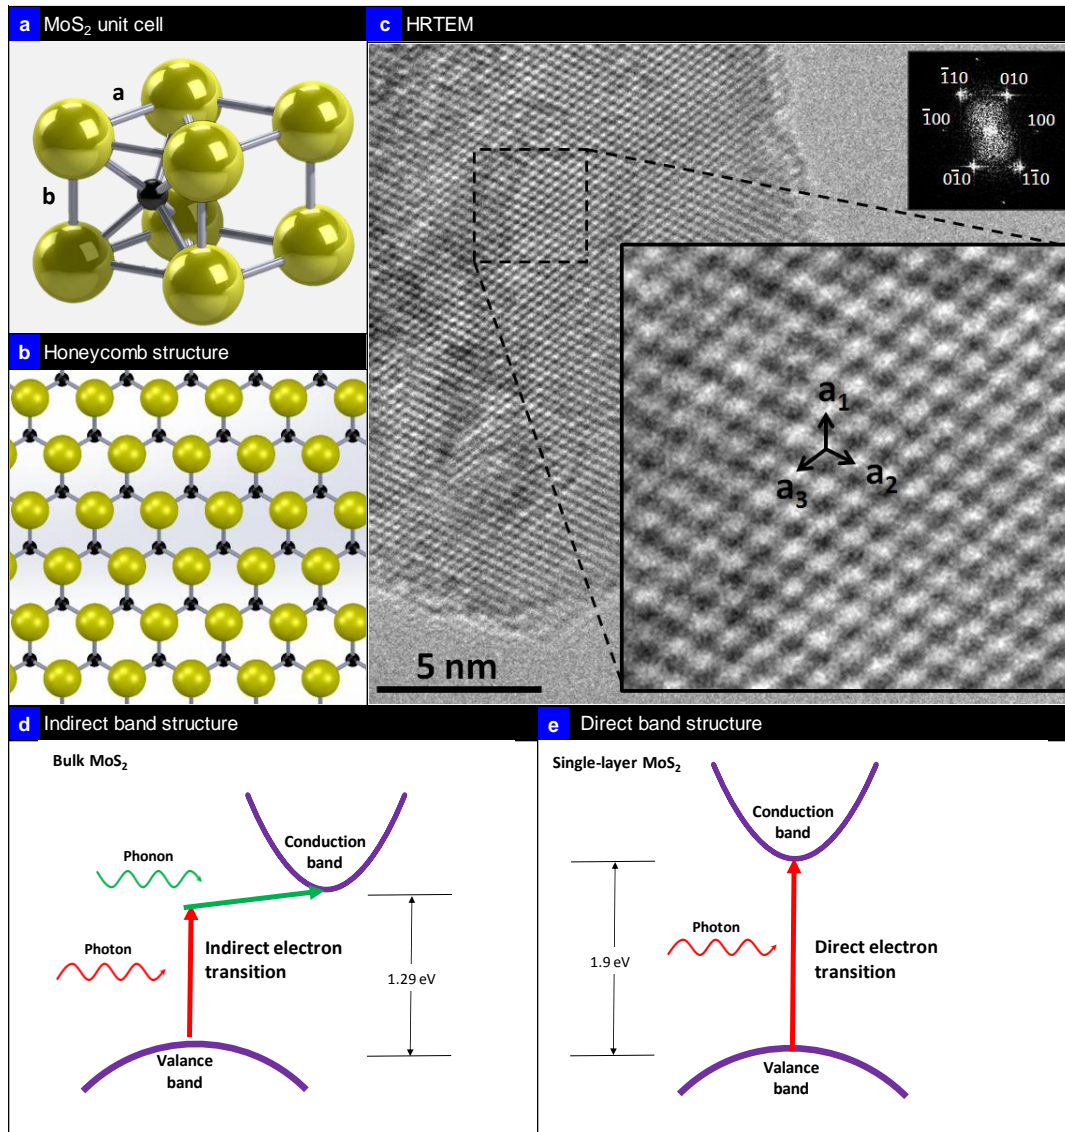 a MoS₂ unit cell
a
b
b Honeycomb structure
c HRTEM
1̅10 010
1̅00 100
01̅0 11̅0
a₁
a₂
a₃
5 nm
d Indirect band structure
Bulk MoS₂
Conduction
band
Phonon
Photon
Indirect electron
transition
1.29 eV
Valance
band
e Direct band structure
Single-layer MoS₂
Conduction
band
Photon
Direct electron
transition
1.9 eV
Valance
band